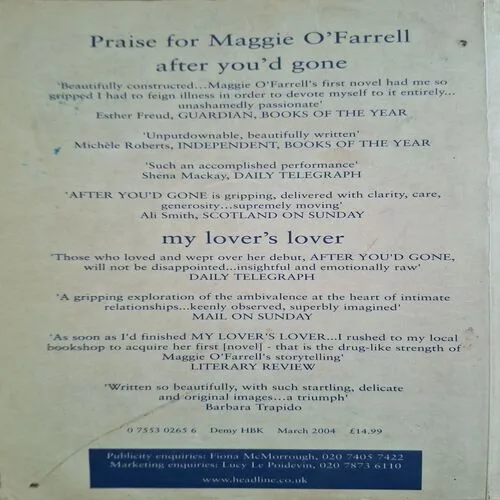 Praise for Maggie O'Farrell
after you'd gone
'Beautifully constructed...Maggie O'Farrell's first novel had me so
gripped I had to feign illness in order to devote myself to it entirely...
unashamedly passionate'
Esther Freud, GUARDIAN, BOOKS OF THE YEAR
'Unputdownable, beautifully written'
Michèle Roberts, INDEPENDENT, BOOKS OF THE YEAR
'Such an accomplished performance'
Shena Mackay, DAILY TELEGRAPH
'AFTER YOU'D GONE is gripping, delivered with clarity, care,
generosity...supremely moving'
Ali Smith, SCOTLAND ON SUNDAY
my lover's lover
'Those who loved and wept over her debut, AFTER YOU'D GONE,
will not be disappointed...insightful and emotionally raw'
DAILY TELEGRAPH
'A gripping exploration of the ambivalence at the heart of intimate
relationships...keenly observed, superbly imagined'
MAIL ON SUNDAY
'As soon as I'd finished MY LOVER'S LOVER...I rushed to my local
bookshop to acquire her first [novel] - that is the drug-like strength of
Maggie O'Farrell's storytelling'
LITERARY REVIEW
'Written so beautifully, with such startling, delicate
and original images...a triumph'
Barbara Trapido
0 7553 0265 6 Demy HBK March 2004 £14.99
Publicity enquiries: Fiona McMorrough, 020 7405 7422
Marketing enquiries: Lucy Le Poidevin, 020 7873 6110
www.headline.co.uk